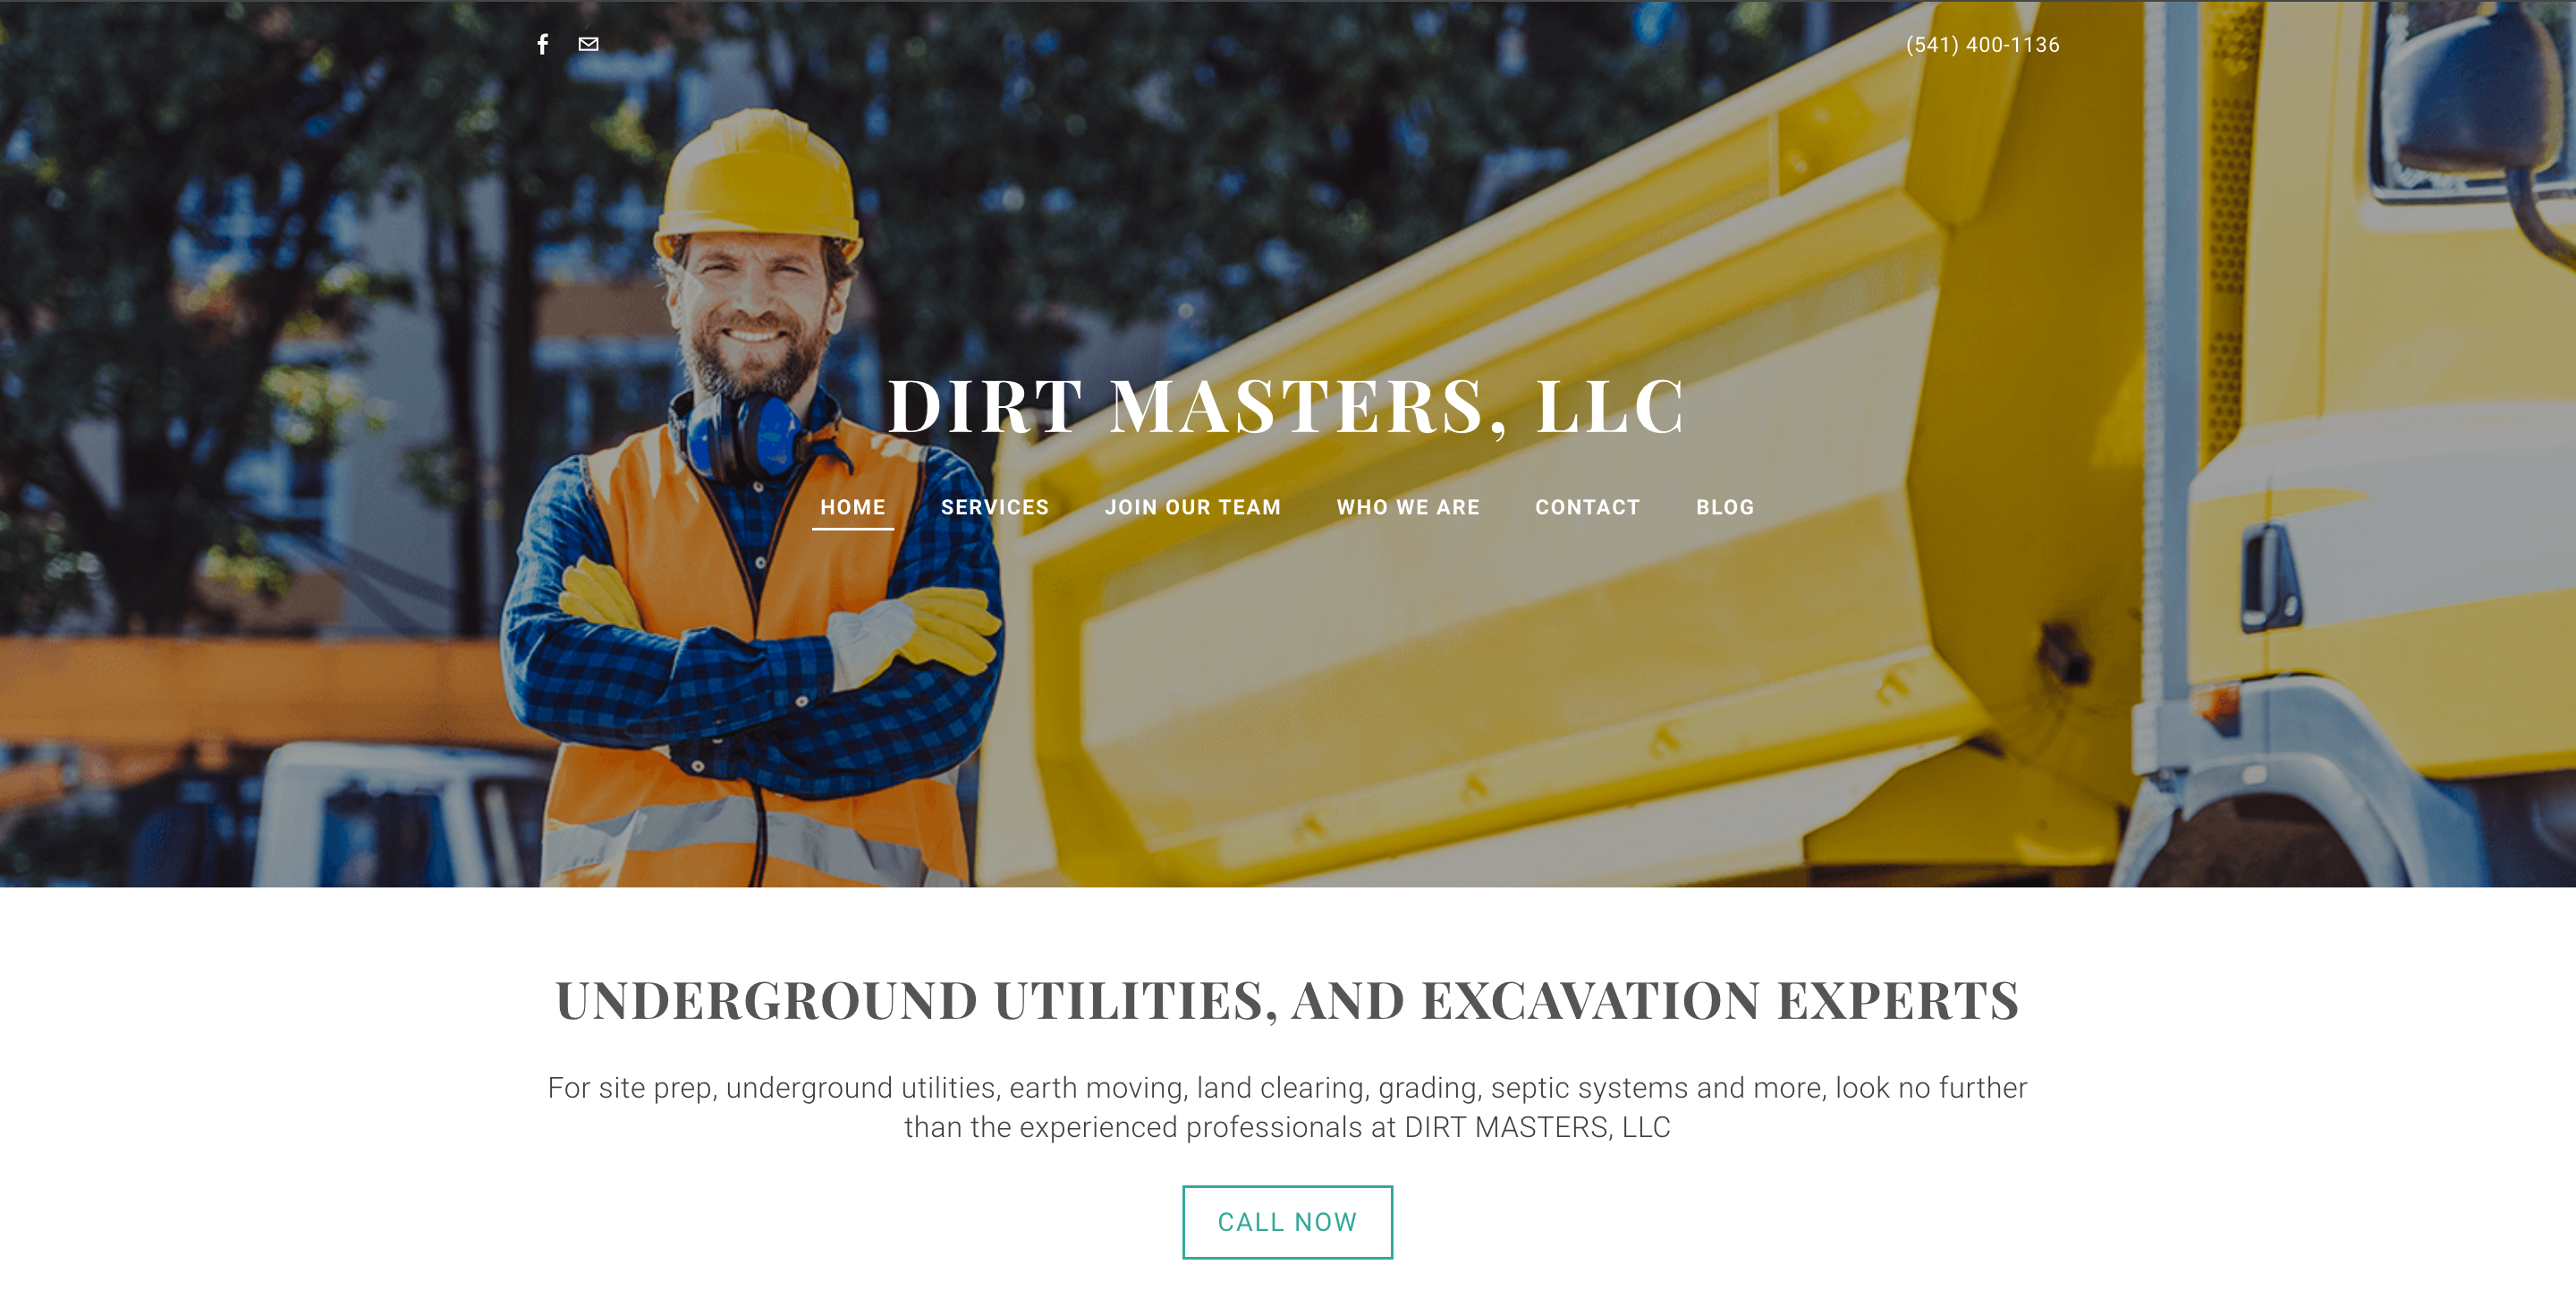 (541) 400-1136
DIRT MASTERS, LLC
HOME SERVICES JOIN OUR TEAM WHO WE ARE CONTACT BLOG
UNDERGROUND UTILITIES, AND EXCAVATION EXPERTS
For site prep, underground utilities, earth moving, land clearing, grading, septic systems and more, look no further
than the experienced professionals at DIRT MASTERS, LLC
CALL NOW